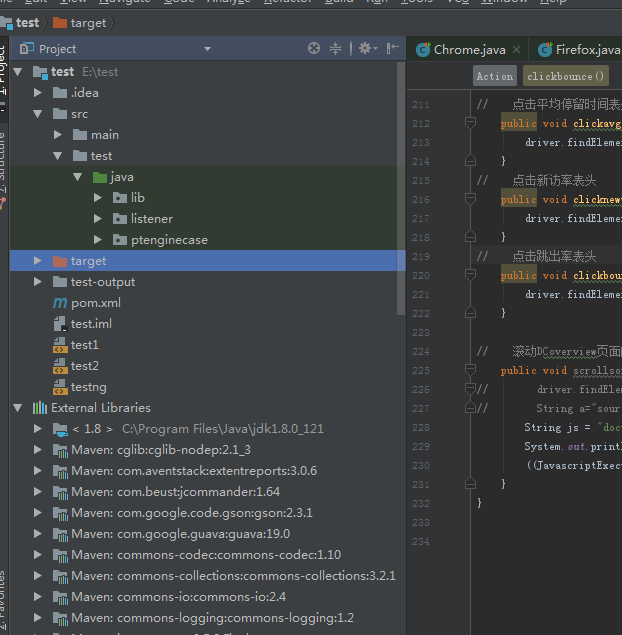 View Navigate Code Analyze Refactor Build Run Tools VCS Window Help
test target
Project
1: Project
Structure
2: Favorites
test E:\test
.idea
src
main
test
java
lib
listener
ptenginecase
target
test-output
pom.xml
test.iml
test1
test2
testng
External Libraries
< 1.8 > C:\Program Files\Java\jdk1.8.0_121
Maven: cglib:cglib-nodep:2.1_3
Maven: com.aventstack:extentreports:3.0.6
Maven: com.beust:jcommander:1.64
Maven: com.google.code.gson:gson:2.3.1
Maven: com.google.guava:guava:19.0
Maven: commons-codec:commons-codec:1.10
Maven: commons-collections:commons-collections:3.2.1
Maven: commons-io:commons-io:2.4
Maven: commons-logging:commons-logging:1.2
Chrome.java Firefox.java
Action clickbounce()
211 // 点击平均停留时间表
212 public void clickavg
213 driver.findEleme
214 }
215 // 点击新访率表头
216 public void clicknew
217 driver.findEleme
218 }
219 // 点击跳出率表头
220 public void clickbou
221 driver.findEleme
222 }
223
224 // 滚动DCoverview页面
225 public void scrollso
226 // driver.findEle
227 // String a="sour
228 String js = "doc
229 System.out.printl
230 ((JavascriptExec
231 }
232 }
233
234